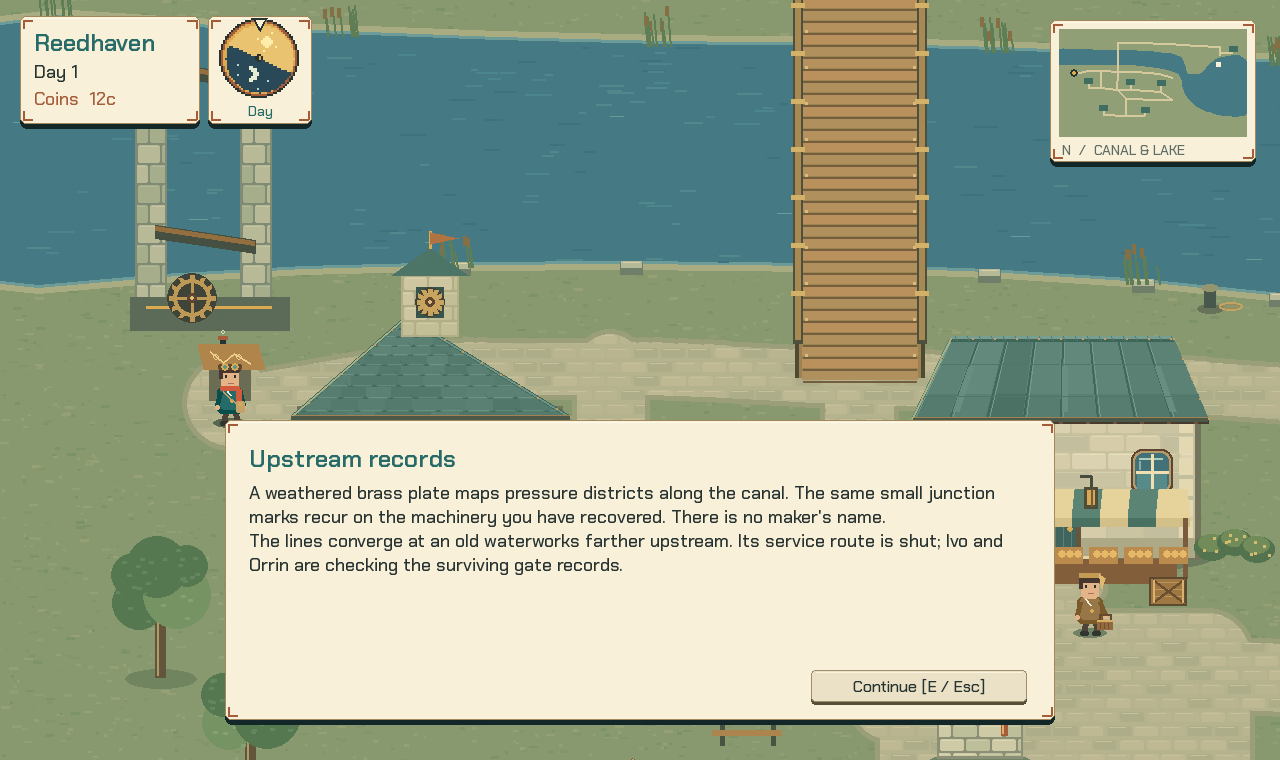 Reedhaven
Day 1
Coins 12c
Day
N / CANAL & LAKE
Upstream records
A weathered brass plate maps pressure districts along the canal. The same small junction
marks recur on the machinery you have recovered. There is no maker's name.
The lines converge at an old waterworks farther upstream. Its service route is shut; Ivo and
Orrin are checking the surviving gate records.
Continue [E / Esc]